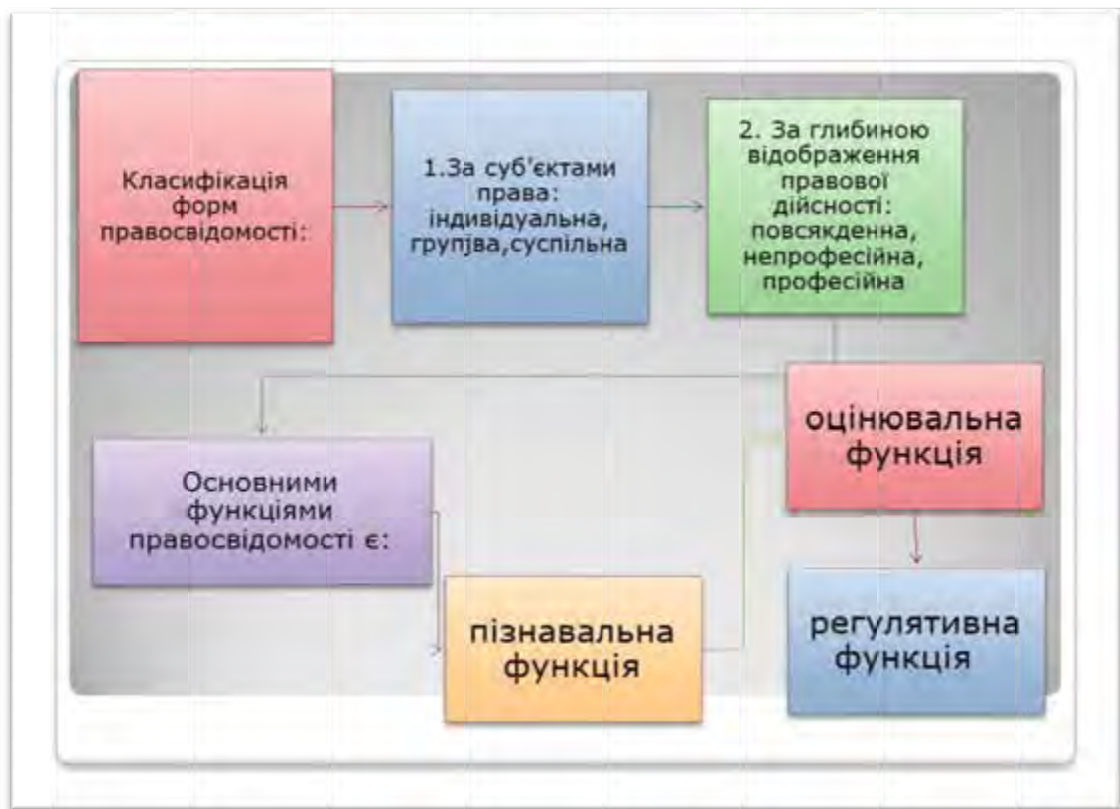 Класифікація
форм
правосвідомості:
1.За суб'єктами
права:
індивідуальна,
групјва,суспільна
2. За глибиною
відображення
правової
дійсності:
повсякденна,
непрофесійна,
професійна
Основними
функціями
правосвідомості є:
пізнавальна
функція
оцінювальна
функція
регулятивна
функція